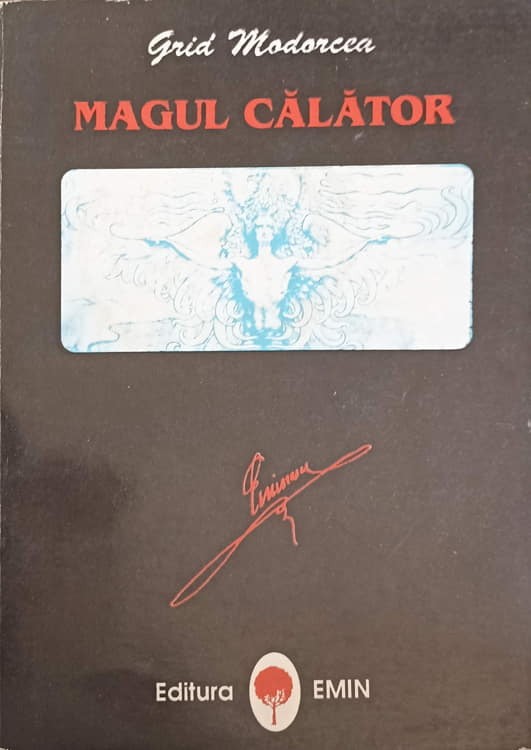 Grid Modorcea
MAGUL CĂLĂTOR
Eminescu
Editura EMIN